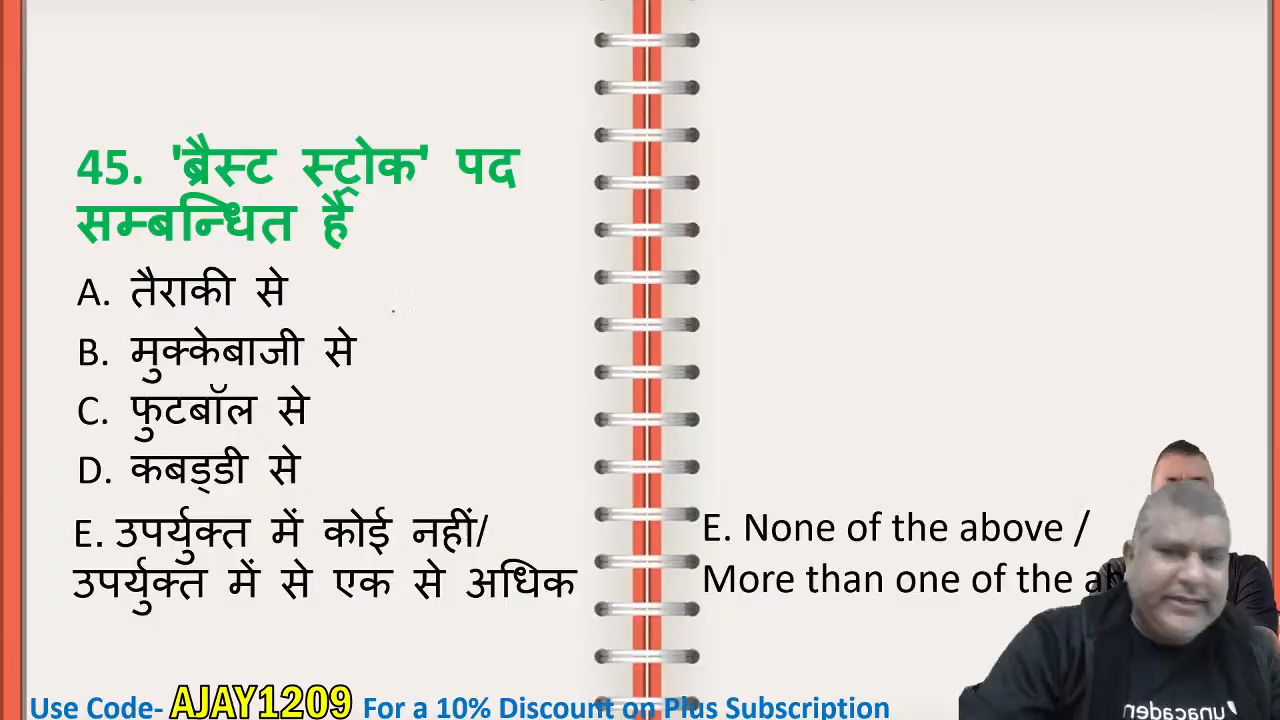 45. 'ब्रैस्ट स्ट्रोक' पद
सम्बन्धित है
A. तैराकी से
B. मुक्केबाजी से
C. फुटबॉल से
D. कबड्डी से
E. उपर्युक्त में कोई नहीं/
उपर्युक्त में से एक से अधिक
E. None of the above /
More than one of the
Use Code- AJAY1209 For a 10% Discount on Plus Subscription